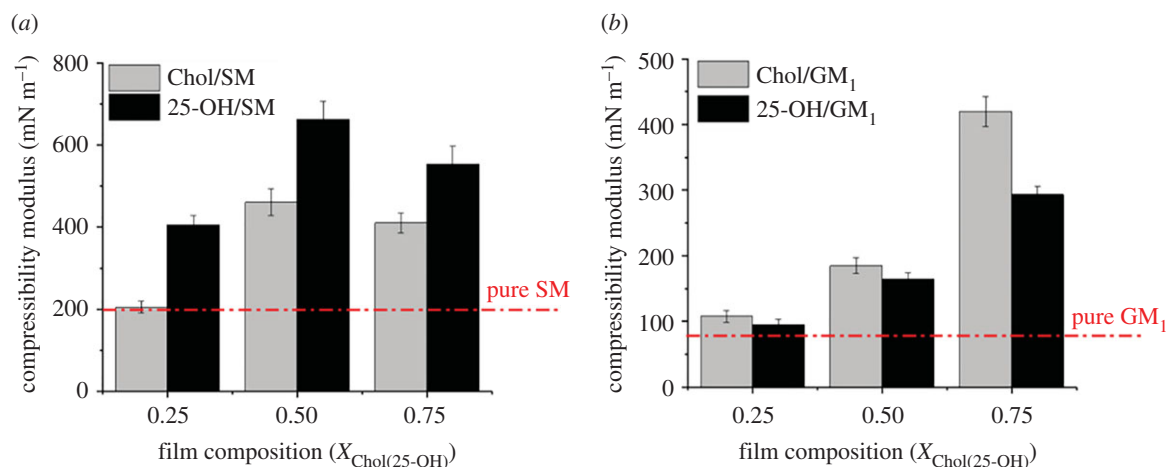 (a)
compressibility modulus (mN m⁻¹)
800
600
400
200
0
Chol/SM
25-OH/SM
pure SM
0.25
0.50
0.75
film composition (X_Chol(25-OH))
(b)
compressibility modulus (mN m⁻¹)
500
400
300
200
100
0
Chol/GM₁
25-OH/GM₁
pure GM₁
0.25
0.50
0.75
film composition (X_Chol(25-OH))